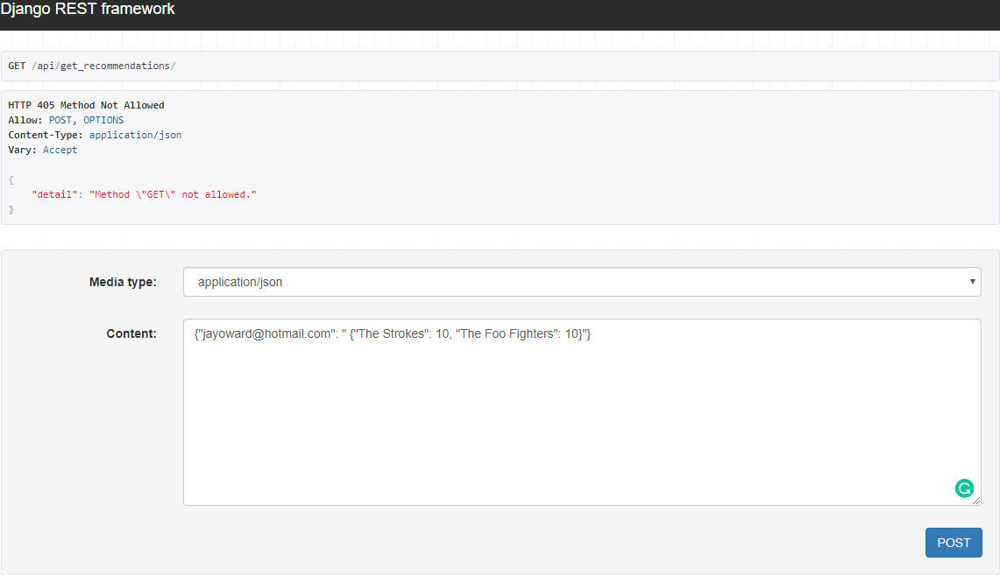 Django REST framework
GET /api/get_recommendations/
HTTP 405 Method Not Allowed
Allow: POST, OPTIONS
Content-Type: application/json
Vary: Accept
{
    "detail": "Method \"GET\" not allowed."
}
Media type: application/json
Content: {"jayoward@hotmail.com": " {"The Strokes": 10, "The Foo Fighters": 10}"}
POST